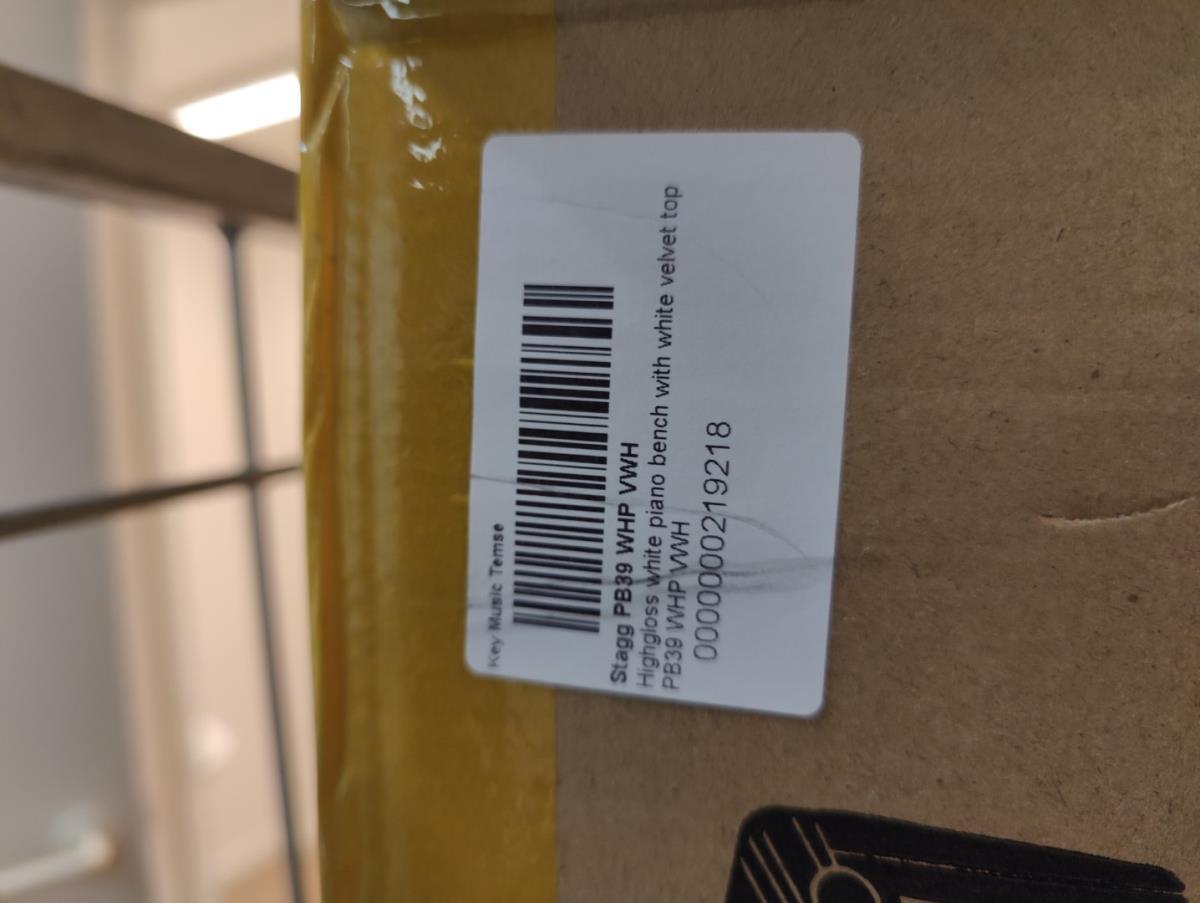 Key Music Temse
Stagg PB39 WHP VWH
Highgloss white piano bench with white velvet top
PB39 WHP VWH
0000000219218